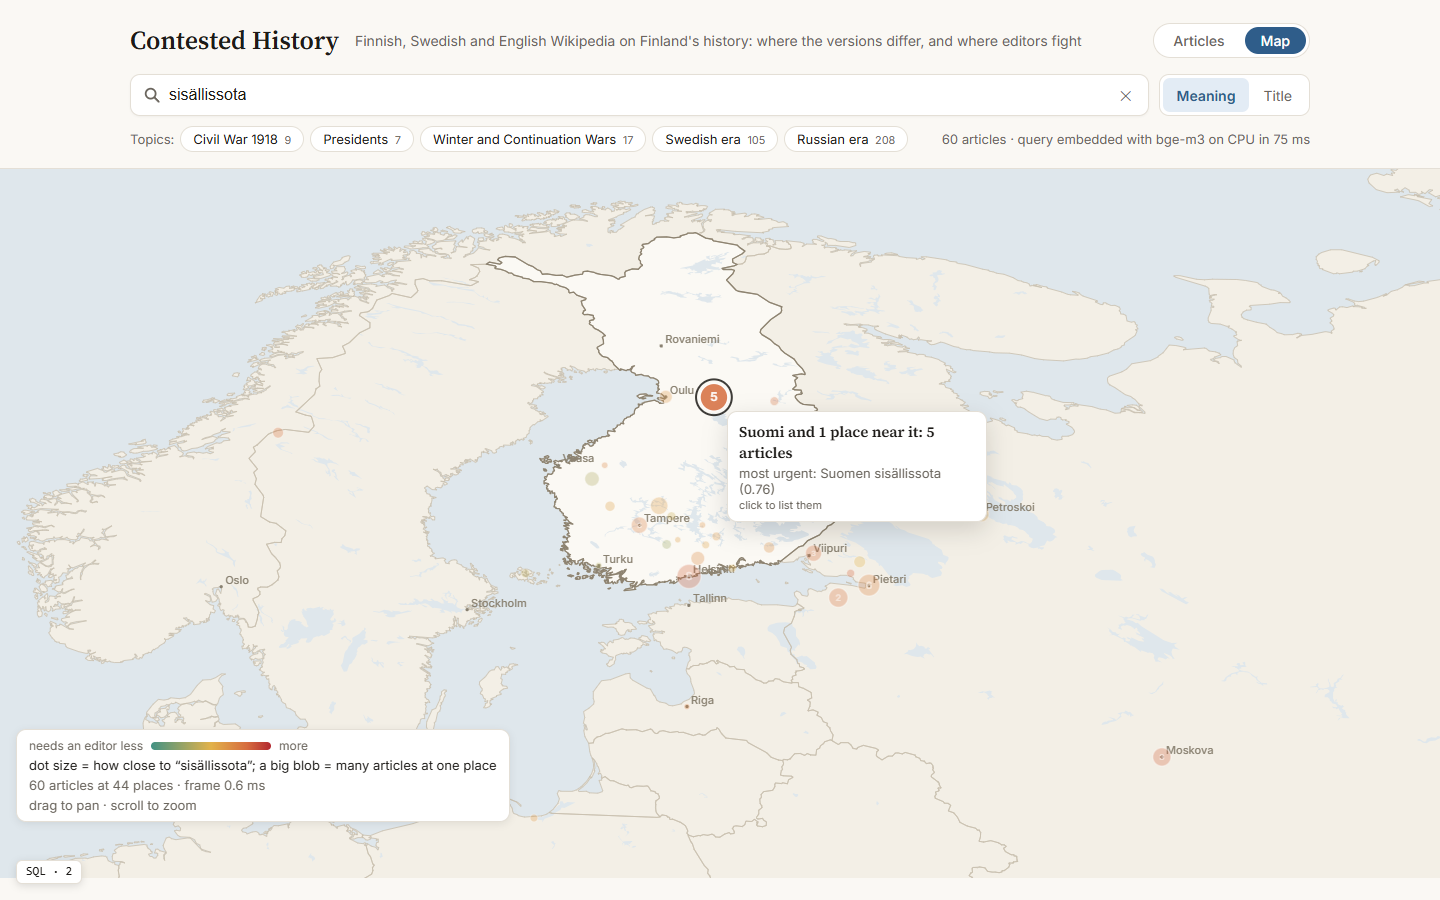 Contested History
Finnish, Swedish and English Wikipedia on Finland's history: where the versions differ, and where editors fight
Articles
Map
sisällissota
Meaning
Title
Topics:
Civil War 1918 9
Presidents 7
Winter and Continuation Wars 17
Swedish era 105
Russian era 208
60 articles · query embedded with bge-m3 on CPU in 75 ms
Rovaniemi
Oulu
5
Suomi and 1 place near it: 5
articles
most urgent: Suomen sisällissota
(0.76)
click to list them
Vaasa
Petroskoi
Tampere
Viipuri
Turku
Helsinki
Pietari
2
Oslo
Stockholm
Tallinn
Riga
Moskova
needs an editor less
more
dot size = how close to “sisällissota”; a big blob = many articles at one place
60 articles at 44 places · frame 0.6 ms
drag to pan · scroll to zoom
SQL · 2